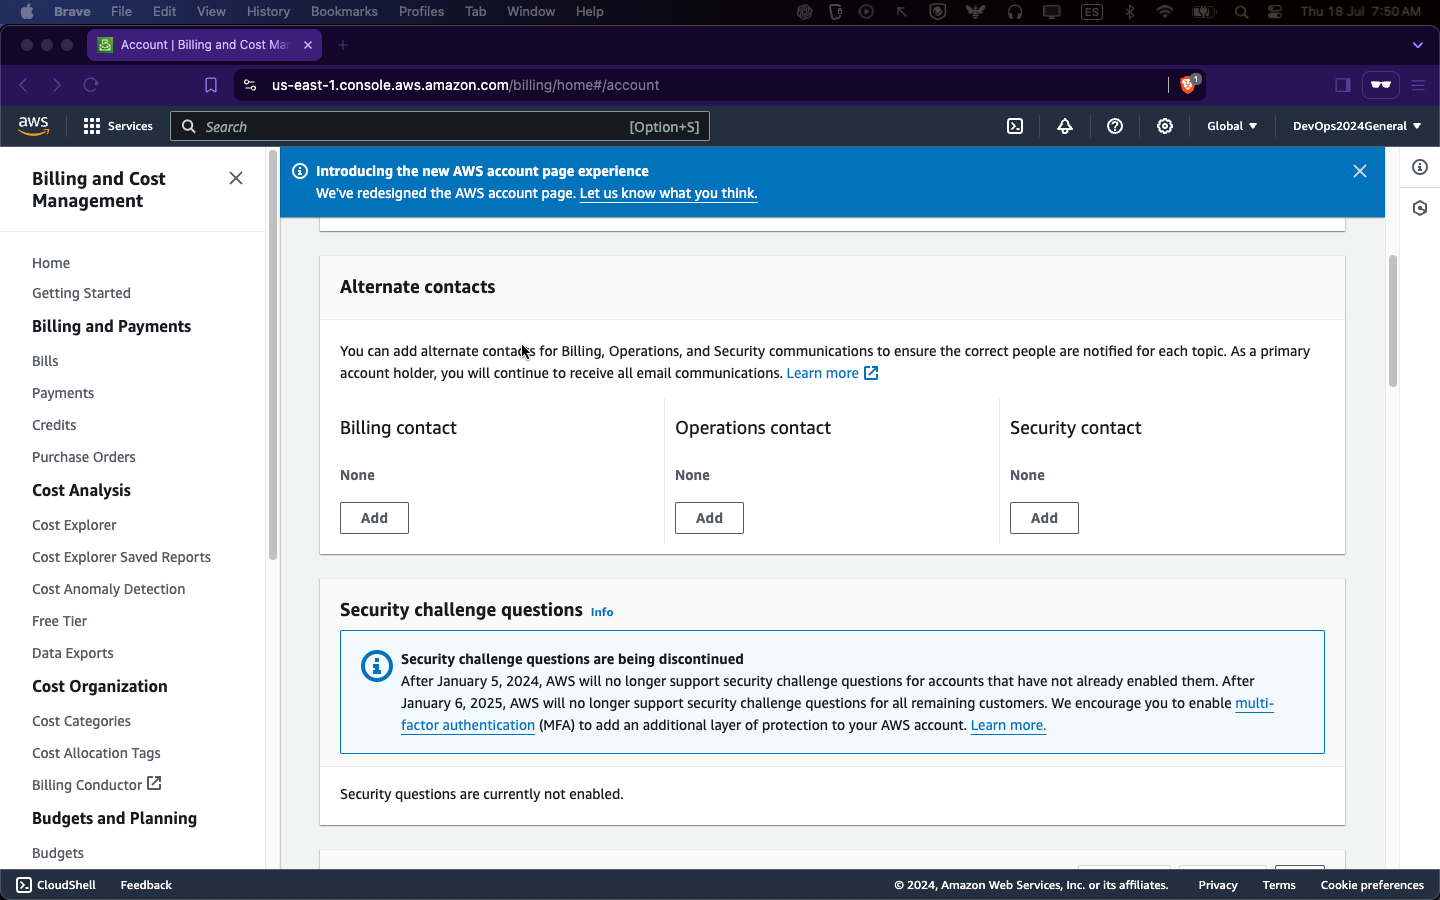 Brave File Edit View History Bookmarks Profiles Tab Window Help ES Thu 18 Jul 7:50 AM
Account | Billing and Cost Mar
us-east-1.console.aws.amazon.com/billing/home#/account 1
aws Services Search [Option+S] Global DevOps2024General
Billing and Cost Management
Home
Getting Started
Billing and Payments
Bills
Payments
Credits
Purchase Orders
Cost Analysis
Cost Explorer
Cost Explorer Saved Reports
Cost Anomaly Detection
Free Tier
Data Exports
Cost Organization
Cost Categories
Cost Allocation Tags
Billing Conductor
Budgets and Planning
Budgets
Introducing the new AWS account page experience
We've redesigned the AWS account page. Let us know what you think.
Alternate contacts
You can add alternate contacts for Billing, Operations, and Security communications to ensure the correct people are notified for each topic. As a primary
account holder, you will continue to receive all email communications. Learn more
Billing contact
None
Add
Operations contact
None
Add
Security contact
None
Add
Security challenge questions Info
Security challenge questions are being discontinued
After January 5, 2024, AWS will no longer support security challenge questions for accounts that have not already enabled them. After
January 6, 2025, AWS will no longer support security challenge questions for all remaining customers. We encourage you to enable multi-
factor authentication (MFA) to add an additional layer of protection to your AWS account. Learn more.
Security questions are currently not enabled.
CloudShell Feedback © 2024, Amazon Web Services, Inc. or its affiliates. Privacy Terms Cookie preferences